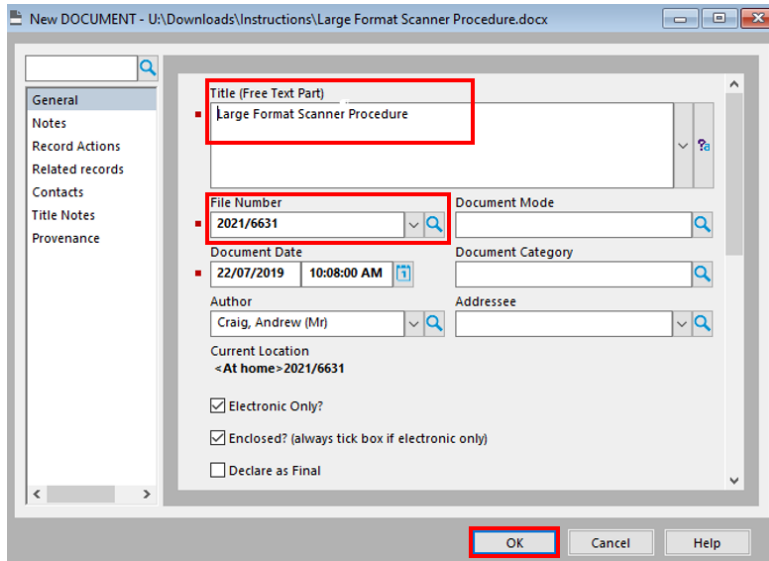 New DOCUMENT - U:\Downloads\Instructions\Large Format Scanner Procedure.docx
General
Notes
Record Actions
Related records
Contacts
Title Notes
Provenance
Title (Free Text Part)
Large Format Scanner Procedure
File Number
Document Mode
2021/6631
Document Date
Document Category
22/07/2019 10:08:00 AM
Author
Addressee
Craig, Andrew (Mr)
Current Location
<At home>2021/6631
Electronic Only?
Enclosed? (always tick box if electronic only)
Declare as Final
OK
Cancel
Help